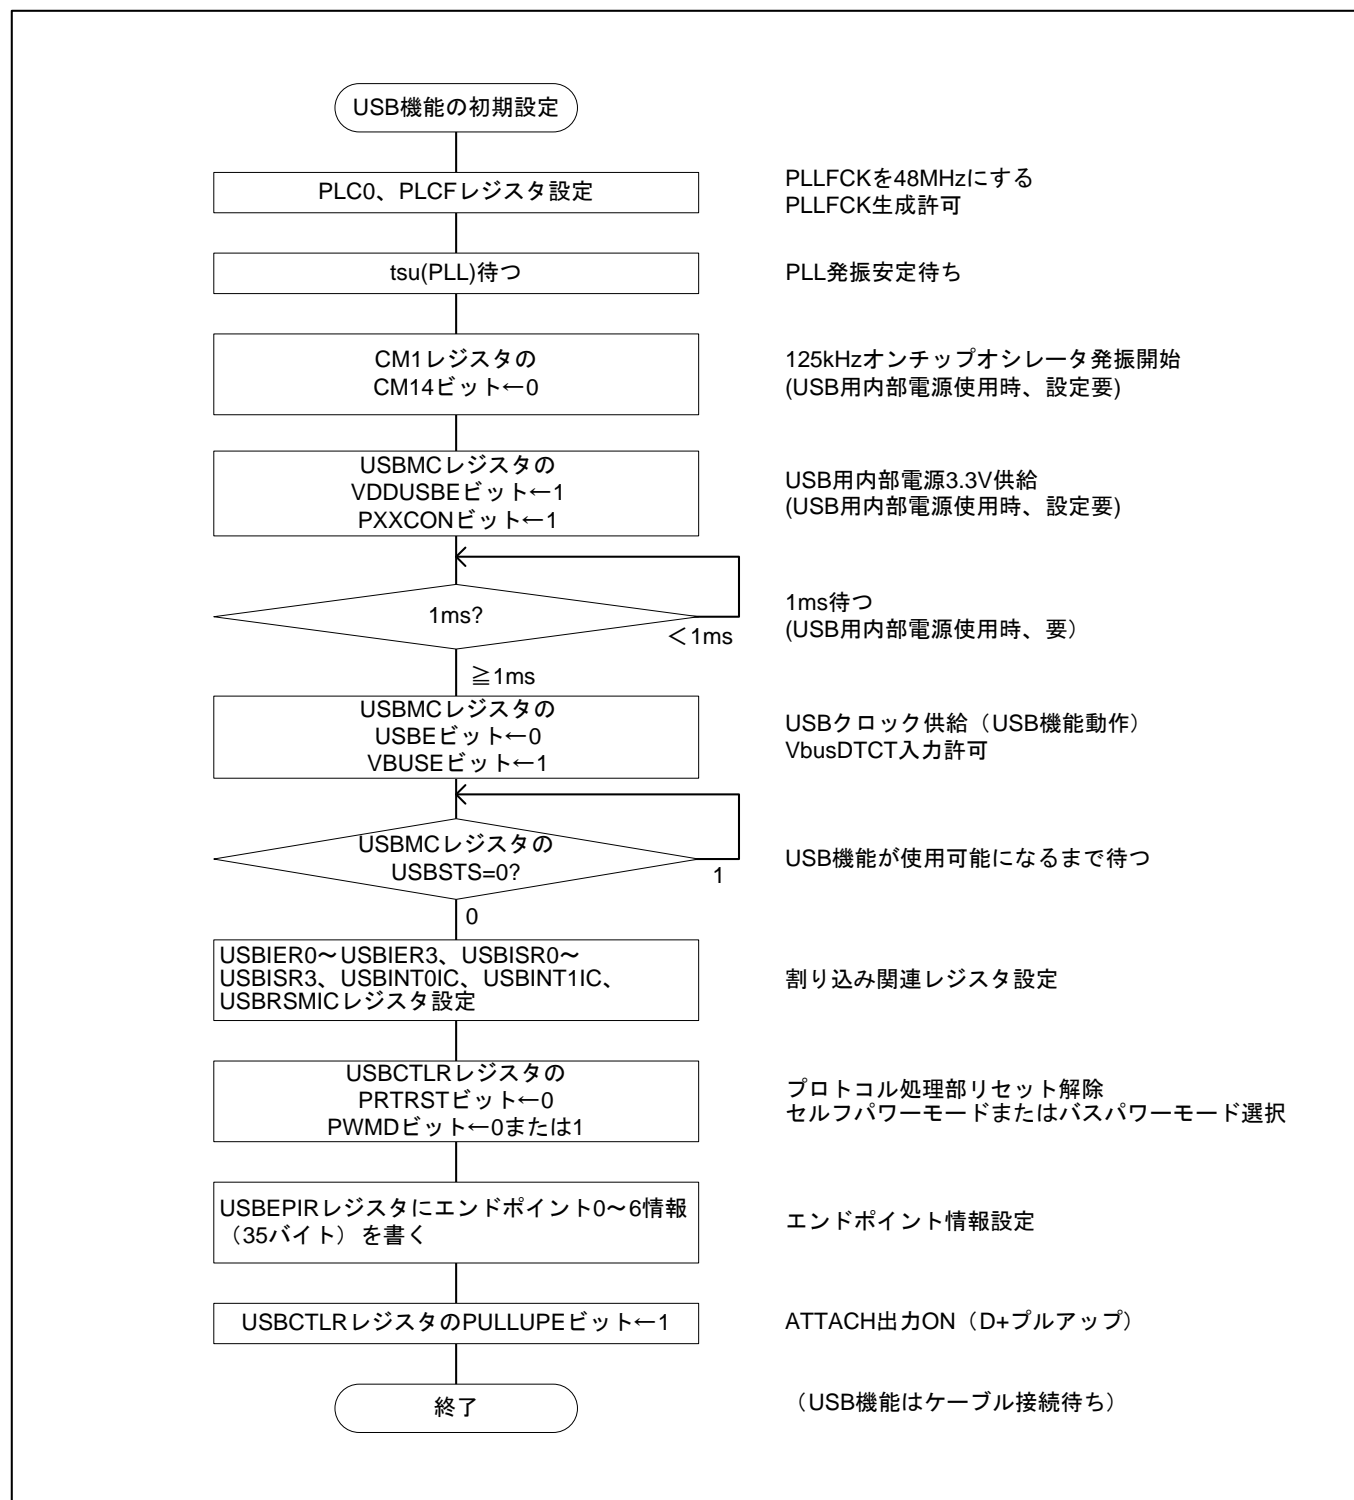 USB機能の初期設定
PLC0、PLCFレジスタ設定
PLLFCKを48MHzにする
PLLFCK生成許可
tsu(PLL)待つ
PLL発振安定待ち
CM1レジスタの
CM14ビット←0
125kHzオンチップオシレータ発振開始
(USB用内部電源使用時、設定要)
USBMCレジスタの
VDDUSBEビット←1
PXXCONビット←1
USB用内部電源3.3V供給
(USB用内部電源使用時、設定要)
1ms?
＜1ms
1ms待つ
(USB用内部電源使用時、要）
≧1ms
USBMCレジスタの
USBEビット←0
VBUSEビット←1
USBクロック供給（USB機能動作）
VbusDTCT入力許可
USBMCレジスタの
USBSTS=0?
1
USB機能が使用可能になるまで待つ
0
USBIER0～USBIER3、USBISR0～
USBISR3、USBINT0IC、USBINT1IC、
USBRSMICレジスタ設定
割り込み関連レジスタ設定
USBCTLRレジスタの
PRTRSTビット←0
PWMDビット←0または1
プロトコル処理部リセット解除
セルフパワーモードまたはバスパワーモード選択
USBEPIRレジスタにエンドポイント0～6情報
（35バイト）を書く
エンドポイント情報設定
USBCTLRレジスタのPULLUPEビット←1
ATTACH出力ON（D+プルアップ）
終了
（USB機能はケーブル接続待ち）